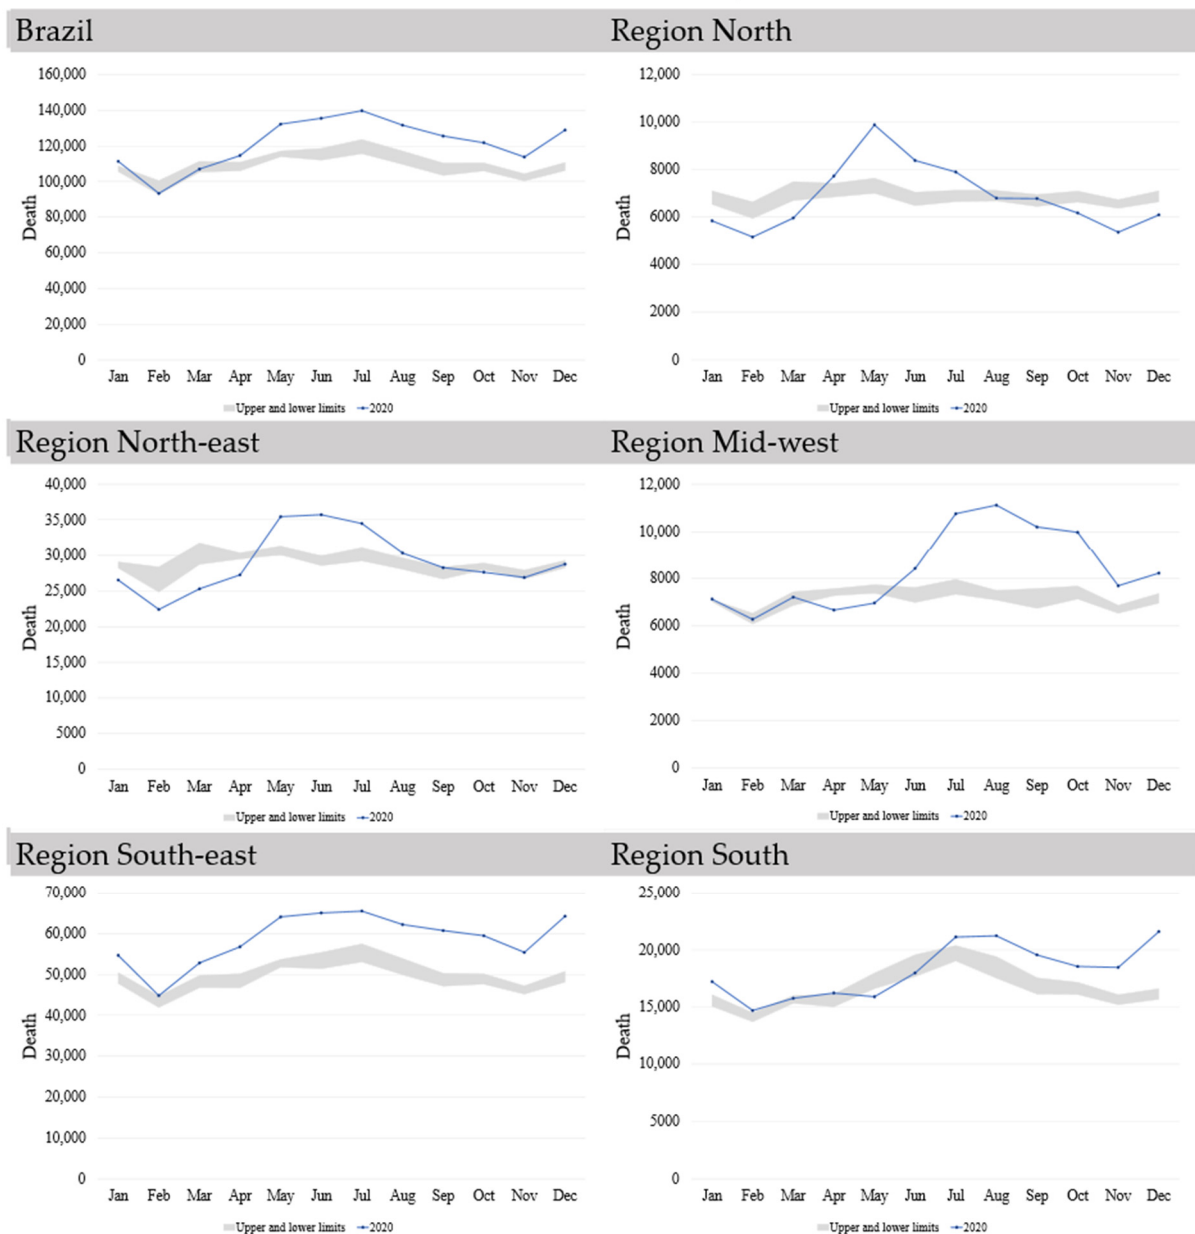 Brazil
160,000
140,000
120,000
100,000
80,000
60,000
40,000
20,000
0
Death
Jan Feb Mar Apr May Jun Jul Aug Sep Oct Nov Dec
Upper and lower limits 2020
Region North
12,000
10,000
8000
6000
4000
2000
0
Death
Jan Feb Mar Apr May Jun Jul Aug Sep Oct Nov Dec
Upper and lower limits 2020
Region North-east
40,000
35,000
30,000
25,000
20,000
15,000
10,000
5000
0
Death
Jan Feb Mar Apr May Jun Jul Aug Sep Oct Nov Dec
Upper and lower limits 2020
Region Mid-west
12,000
10,000
8000
6000
4000
2000
0
Death
Jan Feb Mar Apr May Jun Jul Aug Sep Oct Nov Dec
Upper and lower limits 2020
Region South-east
70,000
60,000
50,000
40,000
30,000
20,000
10,000
0
Death
Jan Feb Mar Apr May Jun Jul Aug Sep Oct Nov Dec
Upper and lower limits 2020
Region South
25,000
20,000
15,000
10,000
5000
0
Death
Jan Feb Mar Apr May Jun Jul Aug Sep Oct Nov Dec
Upper and lower limits 2020